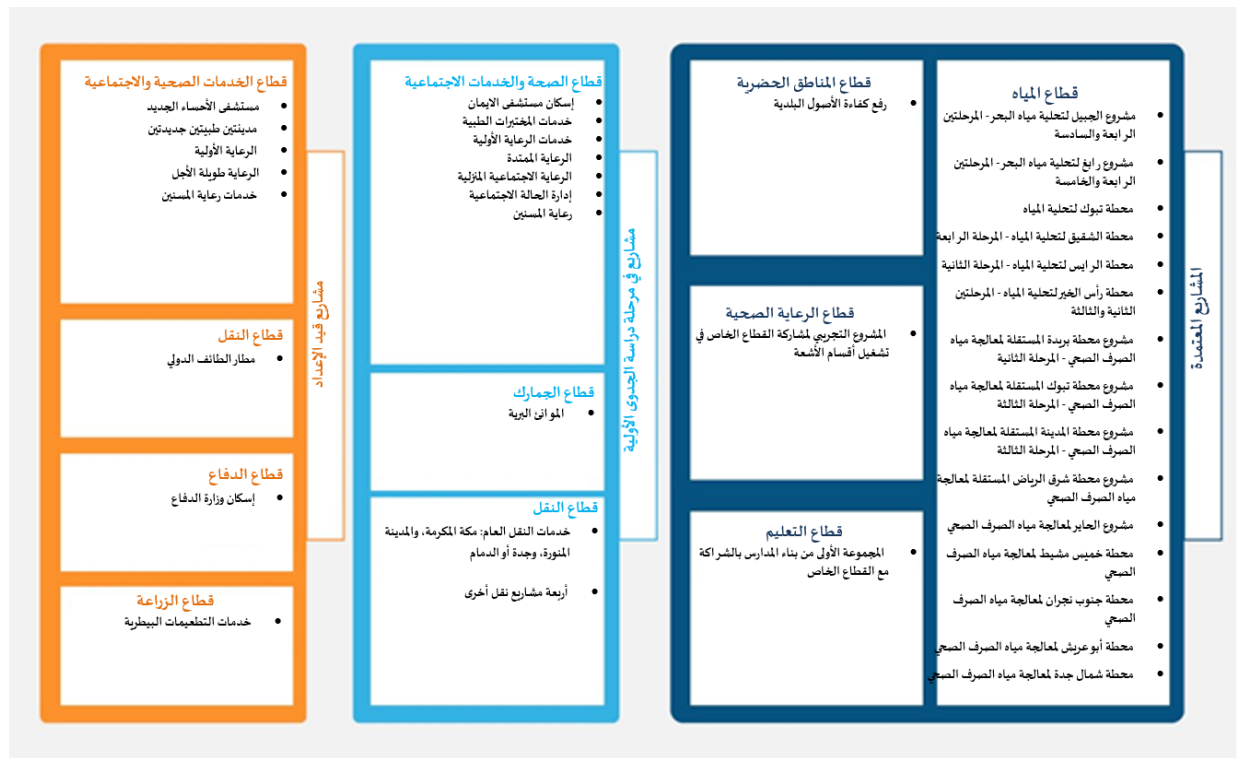 المشاريع المعتمدة
قطاع المياه
• مشروع الجبيل لتحلية مياه البحر - المرحلتين
الرابعة والسادسة
• مشروع رابغ لتحلية مياه البحر - المرحلتين
الرابعة والخامسة
• محطة تبوك لتحلية المياه
• محطة الشقيق لتحلية المياه - المرحلة الرابعة
• محطة الرايس لتحلية المياه - المرحلة الثانية
• محطة رأس الخير لتحلية المياه - المرحلتين
الثانية والثالثة
• مشروع محطة بريدة المستقلة لمعالجة مياه
الصرف الصحي - المرحلة الثانية
• مشروع محطة تبوك المستقلة لمعالجة مياه
الصرف الصحي - المرحلة الثالثة
• مشروع محطة المدينة المستقلة لمعالجة مياه
الصرف الصحي - المرحلة الثالثة
• مشروع محطة شرق الرياض المستقلة لمعالجة
مياه الصرف الصحي
• مشروع الحاير لمعالجة مياه الصرف الصحي
• محطة خميس مشيط لمعالجة مياه الصرف
الصحي
• محطة جنوب نجران لمعالجة مياه الصرف
الصحي
• محطة أبو عريش لمعالجة مياه الصرف الصحي
• محطة شمال جدة لمعالجة مياه الصرف الصحي
قطاع المناطق الحضرية
• رفع كفاءة الأصول البلدية
قطاع الرعاية الصحية
• المشروع التجريبي لمشاركة القطاع الخاص في
تشغيل أقسام الأشعة
قطاع التعليم
• المجموعة الأولى من بناء المدارس بالشراكة
مع القطاع الخاص
مشاريع في مرحلة دراسة الجدوى الأولية
قطاع الصحة والخدمات الاجتماعية
• إسكان مستشفى الايمان
• خدمات المختبرات الطبية
• خدمات الرعاية الأولية
• الرعاية الممتدة
• الرعاية الاجتماعية المنزلية
• إدارة الحالة الاجتماعية
• رعاية المسنين
قطاع الجمارك
• الموانئ البرية
قطاع النقل
• خدمات النقل العام: مكة المكرمة، والمدينة
المنورة، وجدة أو الدمام
• أربعة مشاريع نقل أخرى
مشاريع قيد الإعداد
قطاع الخدمات الصحية والاجتماعية
• مستشفى الأحساء الجديد
• مدينتين طبيتين جديدتين
• الرعاية الأولية
• الرعاية طويلة الأجل
• خدمات رعاية المسنين
قطاع النقل
• مطار الطائف الدولي
قطاع الدفاع
• إسكان وزارة الدفاع
قطاع الزراعة
• خدمات التطعيمات البيطرية